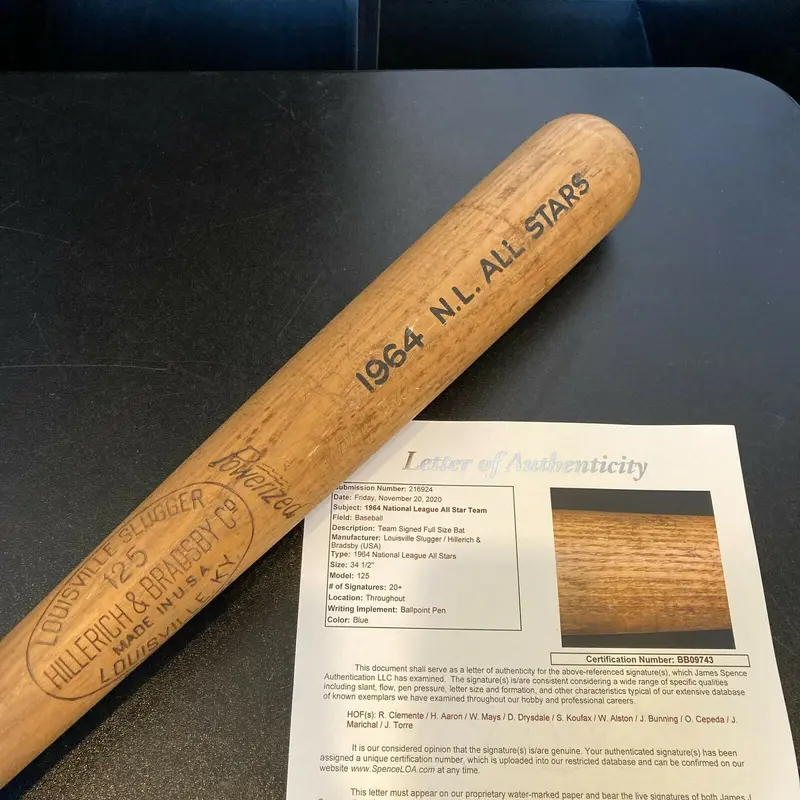 1964 N.L. ALL STARS
Powerized
LOUISVILLE SLUGGER
125
HILLERICH & BRADSBY Co
MADE IN U.S.A.
LOUISVILLE, KY.
Letter of Authenticity
Submission Number: 216924
Date: Friday, November 20, 2020
Subject: 1964 National League All Star Team
Field: Baseball
Description: Team Signed Full Size Bat
Manufacturer: Louisville Slugger / Hillerich &
Bradsby (USA)
Type: 1964 National League All Stars
Size: 34 1/2"
Model: 125
# of Signatures: 20+
Location: Throughout
Writing Implement: Ballpoint Pen
Color: Blue
Certification Number: BB09743
This document shall serve as a letter of authenticity for the above-referenced signature(s), which James Spence
Authentication LLC has examined. The signature(s) is/are consistent considering a wide range of specific qualities
including slant, flow, pen pressure, letter size and formation, and other characteristics typical of our extensive database
of known exemplars we have examined throughout our hobby and professional careers.
HOF(s): R. Clemente / H. Aaron / W. Mays / D. Drysdale / S. Koufax / W. Alston / J. Bunning / O. Cepeda / J.
Marichal / J. Torre
It is our considered opinion that the signature(s) is/are genuine. Your authenticated signature(s) has been
assigned a unique certification number, which is uploaded into our restricted database and can be confirmed on our
website www.SpenceLOA.com at any time.
This letter must appear on our proprietary water-marked paper and bear the live signatures of both James J.